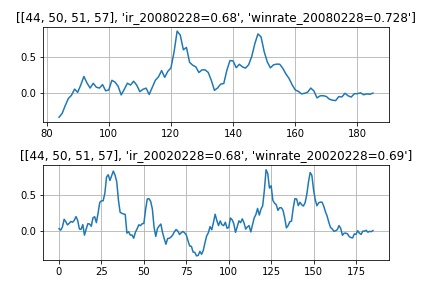 [[44, 50, 51, 57], 'ir_20080228=0.68', 'winrate_20080228=0.728']
0.5
0.0
80 100 120 140 160 180
[[44, 50, 51, 57], 'ir_20020228=0.68', 'winrate_20020228=0.69']
0.5
0.0
0 25 50 75 100 125 150 175